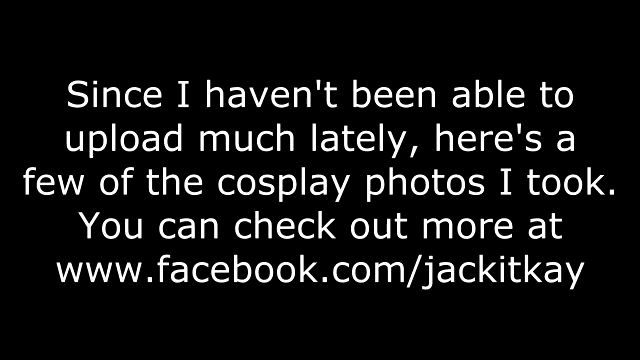 Since I haven't been able to
upload much lately, here's a
few of the cosplay photos I took.
You can check out more at
www.facebook.com/jackitkay